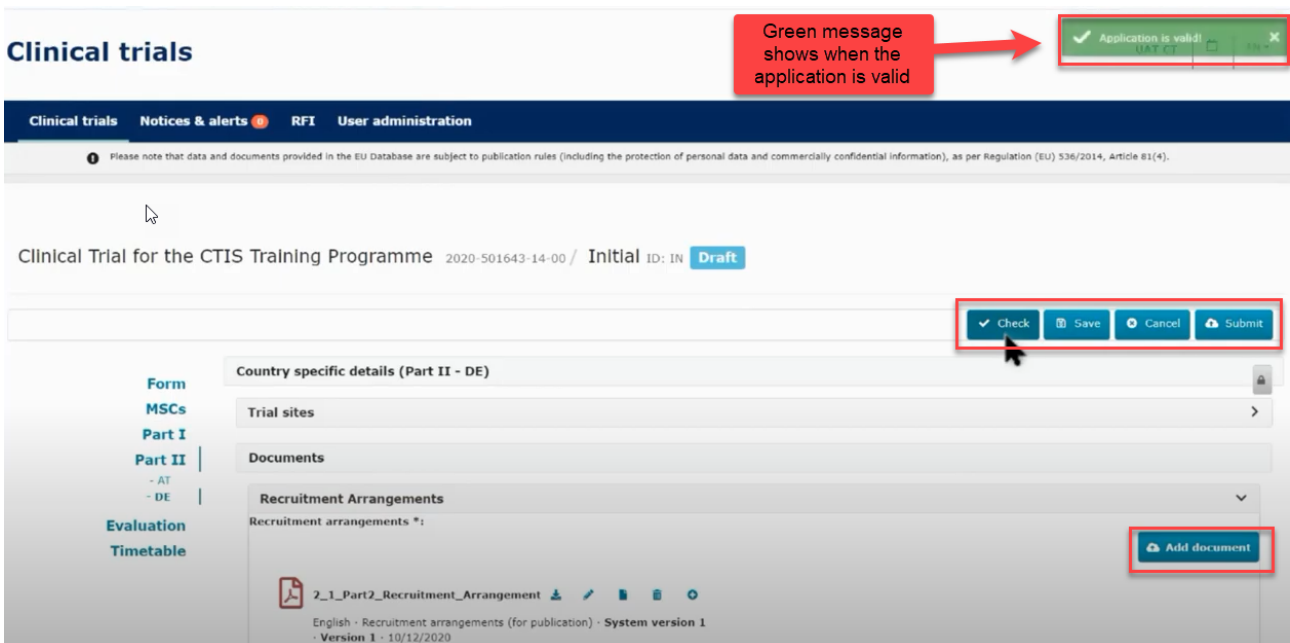 Clinical trials
Green message
shows when the
application is valid
Application is valid!
UAT CT
Clinical trials Notices & alerts 0 RFI User administration
Please note that data and documents provided in the EU Database are subject to publication rules (including the protection of personal data and commercially confidential information), as per Regulation (EU) 536/2014, Article 81(4).
Clinical Trial for the CTIS Training Programme 2020-501643-14-00 / Initial ID: IN Draft
Check Save Cancel Submit
Form
MSCs
Part I
Part II
- AT
- DE
Evaluation
Timetable
Country specific details (Part II - DE)
Trial sites
Documents
Recruitment Arrangements
Recruitment arrangements *:
Add document
2_1_Part2_Recruitment_Arrangement
English · Recruitment arrangements (for publication) · System version 1
· Version 1 · 10/12/2020